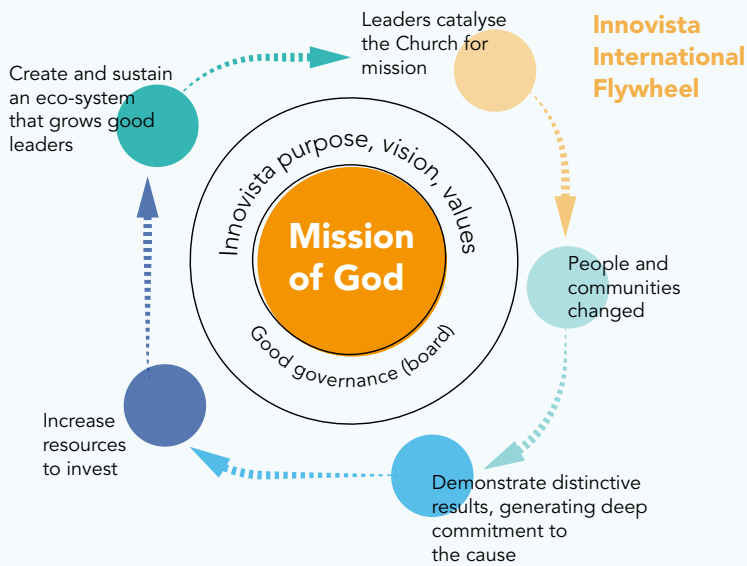 Innovista
International
Flywheel
Leaders catalyse
the Church for
mission
People and
communities
changed
Demonstrate distinctive
results, generating deep
commitment to
the cause
Increase
resources
to invest
Create and sustain
an eco-system
that grows good
leaders
Innovista purpose, vision, values
Mission
of God
Good governance (board)